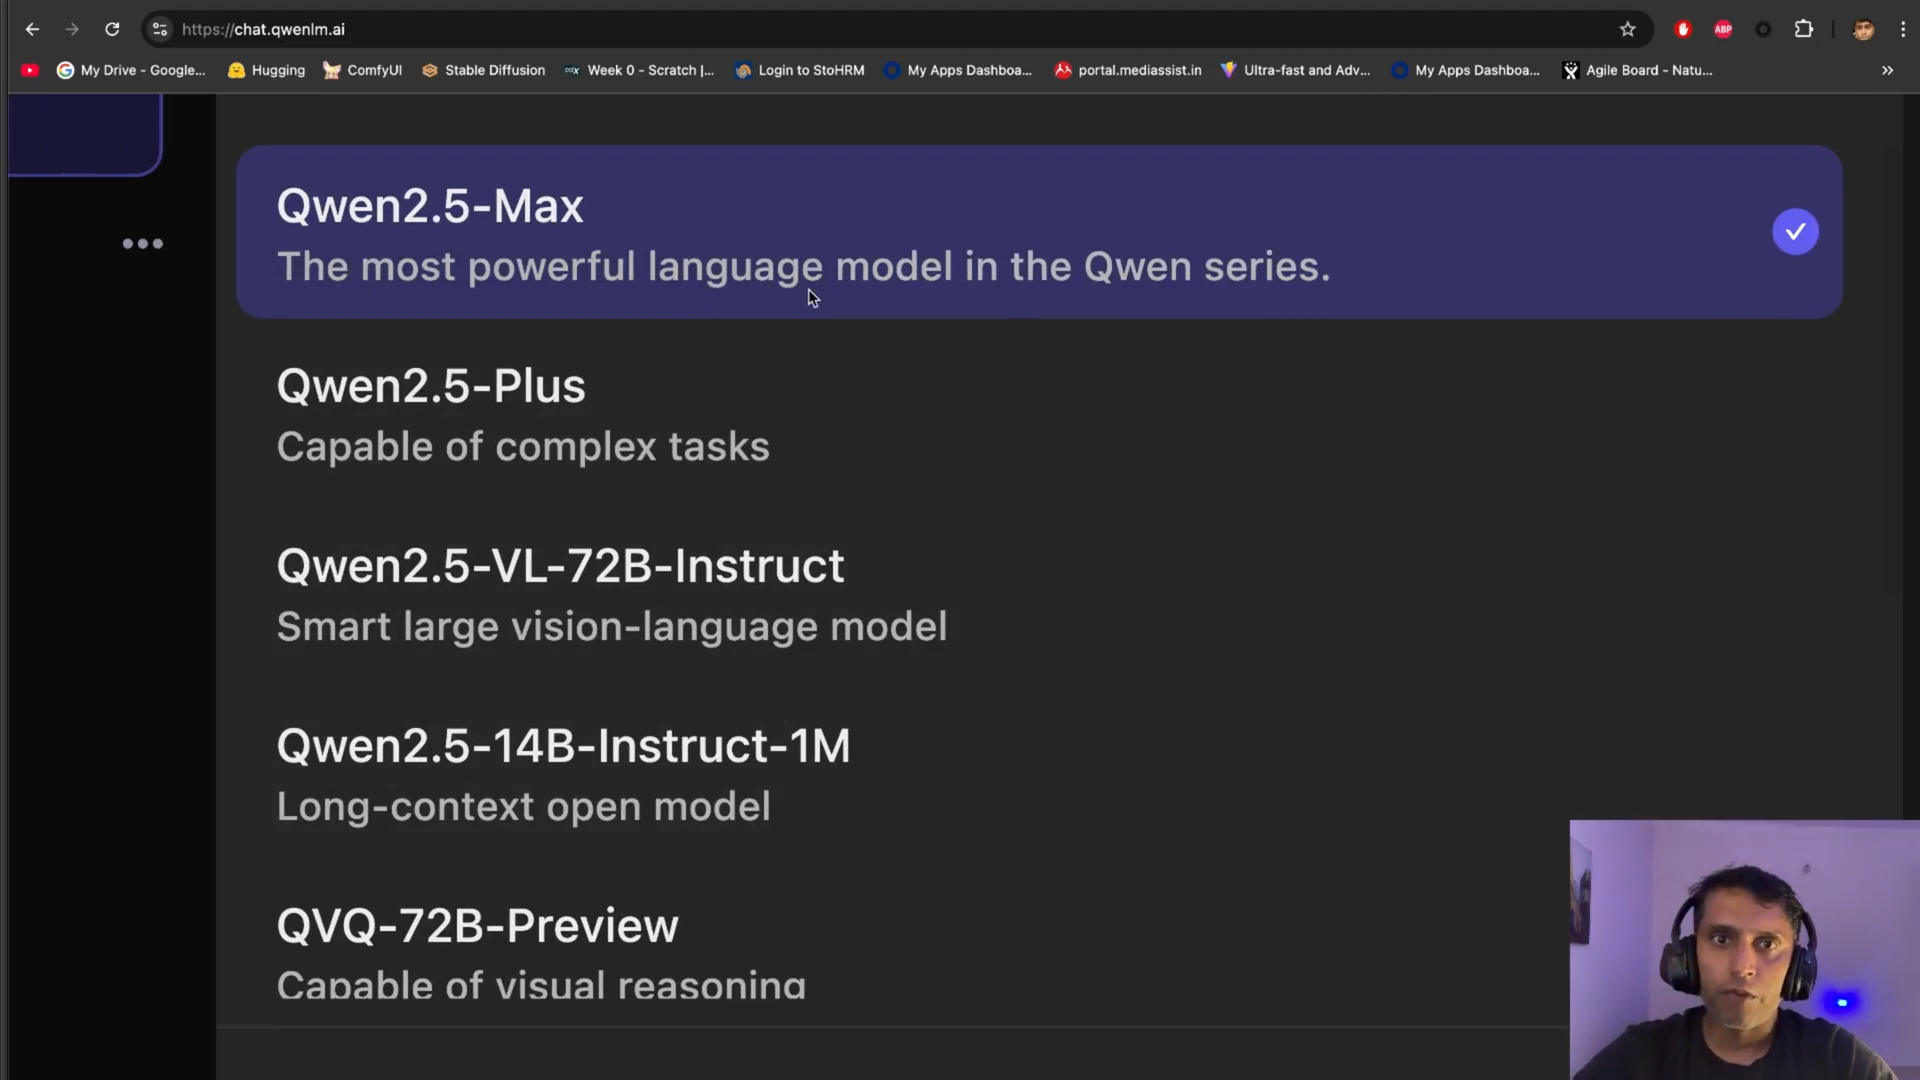 https://chat.qwenlm.ai
ABP
My Drive - Google... Hugging ComfyUI Stable Diffusion Week 0 - Scratch |... Login to StoHRM My Apps Dashboa... portal.mediassist.in Ultra-fast and Adv... My Apps Dashboa... Agile Board - Natu...
Qwen2.5-Max
The most powerful language model in the Qwen series.
Qwen2.5-Plus
Capable of complex tasks
Qwen2.5-VL-72B-Instruct
Smart large vision-language model
Qwen2.5-14B-Instruct-1M
Long-context open model
QVQ-72B-Preview
Capable of visual reasoning